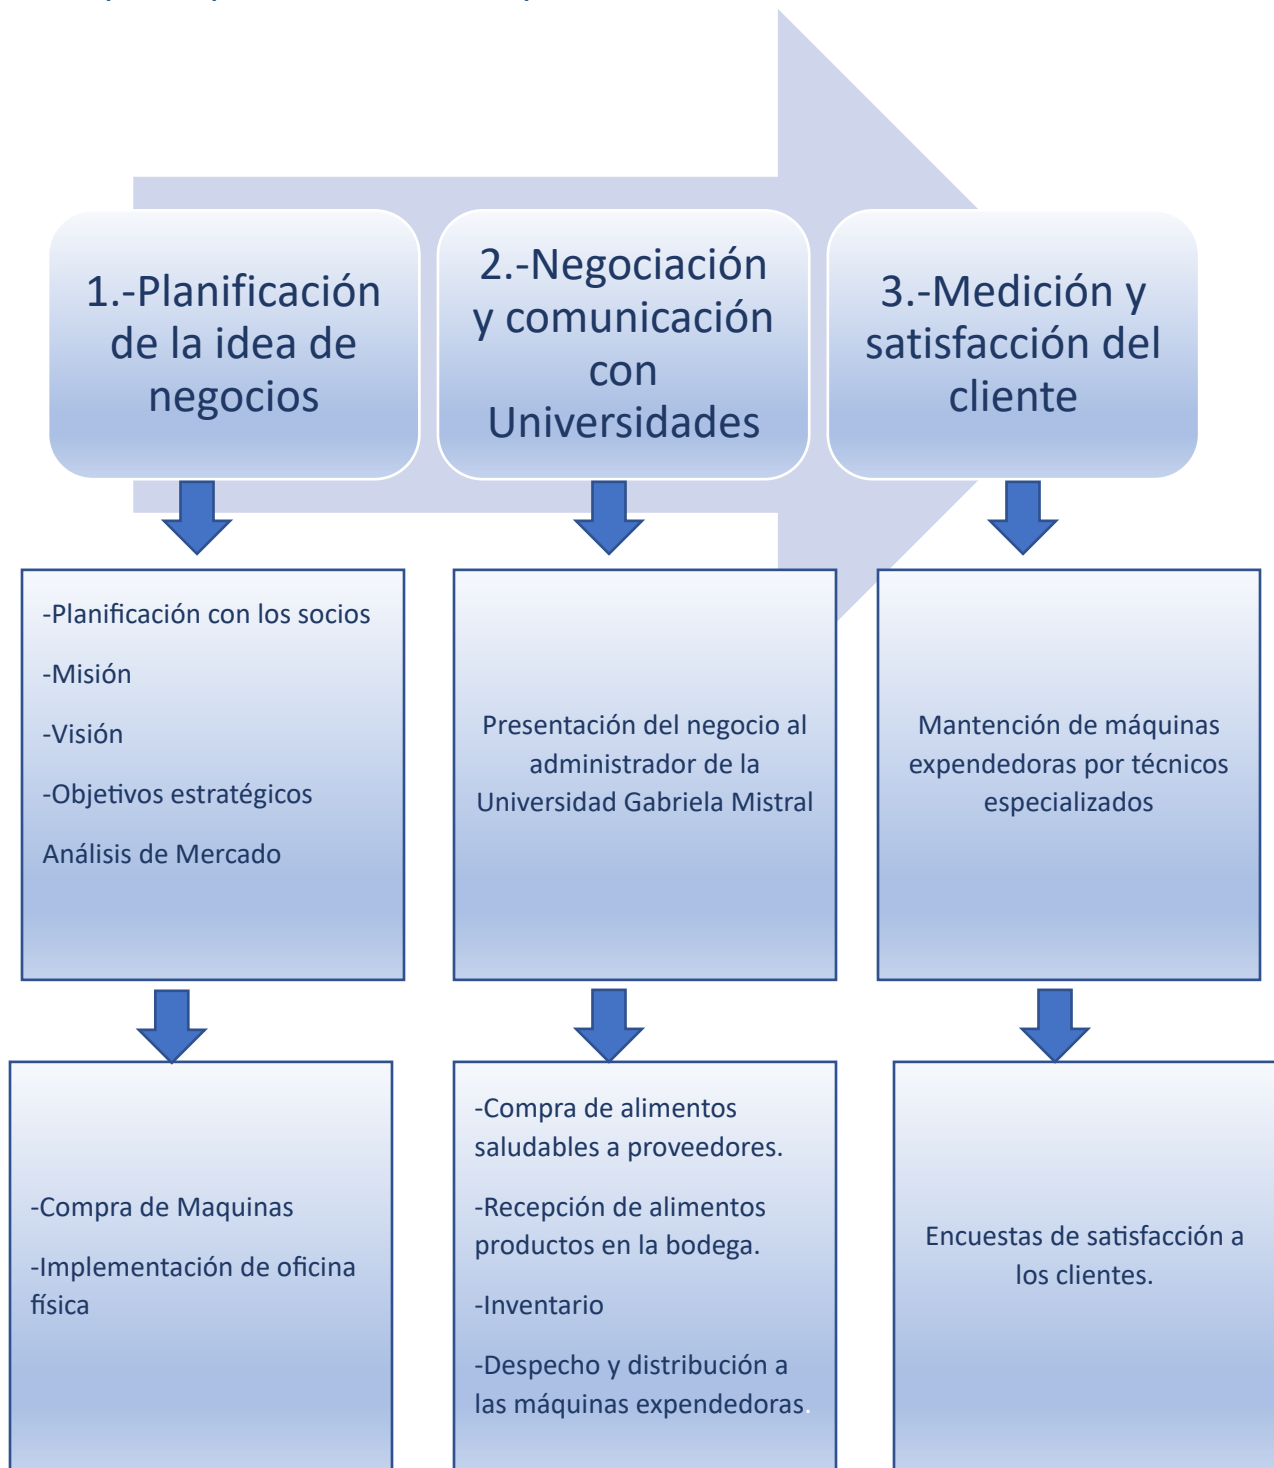 1.-Planificación
de la idea de
negocios
2.-Negociación
y comunicación
con
Universidades
3.-Medición y
satisfacción del
cliente
-Planificación con los socios
-Misión
-Visión
-Objetivos estratégicos
Análisis de Mercado
Presentación del negocio al
administrador de la
Universidad Gabriela Mistral
Mantención de máquinas
expendedoras por técnicos
especializados
-Compra de Maquinas
-Implementación de oficina
física
-Compra de alimentos
saludables a proveedores.
-Recepción de alimentos
productos en la bodega.
-Inventario
-Despecho y distribución a
las máquinas expendedoras.
Encuestas de satisfacción a
los clientes.